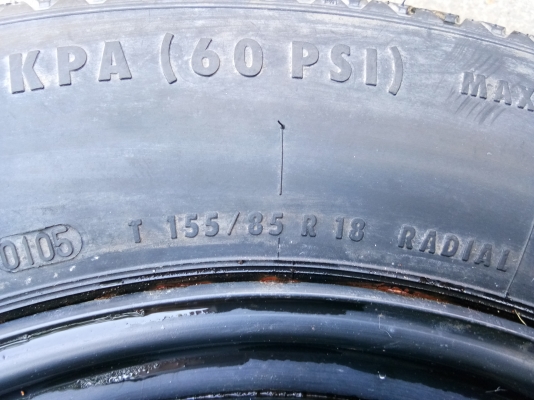 KPA (60 PSI) MAX
0105 T 155/85 R 18 RADIAL